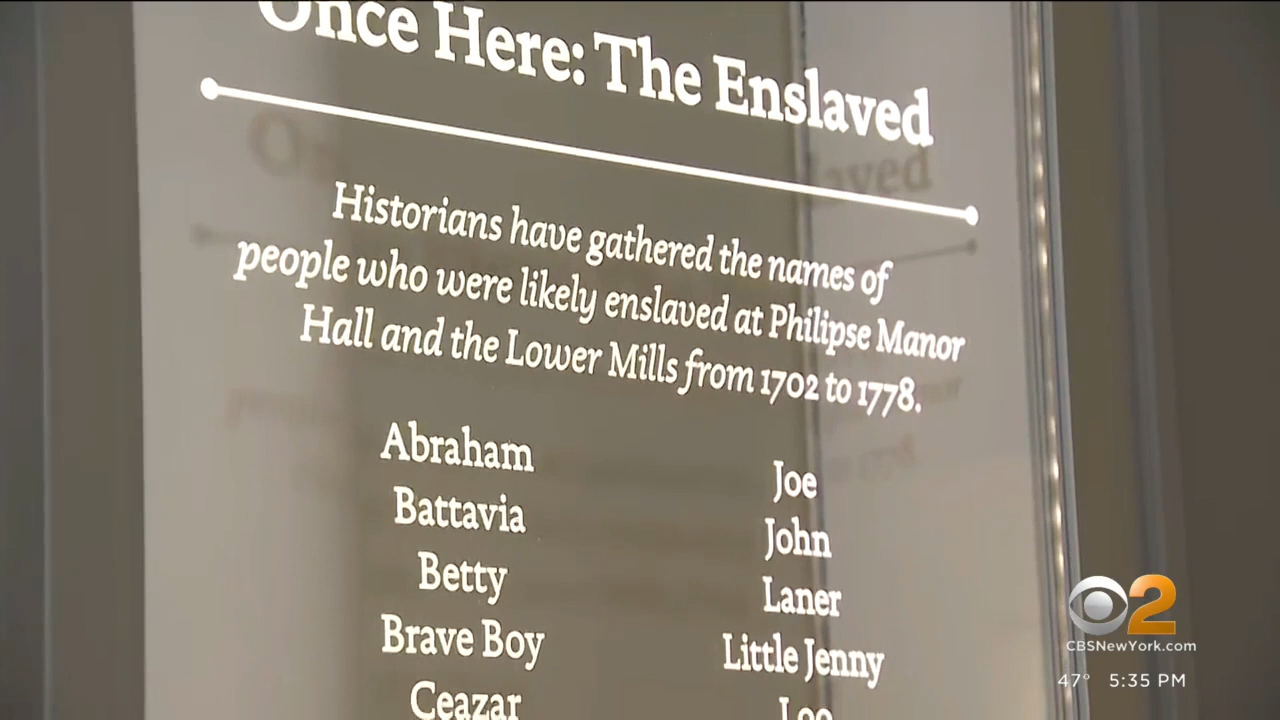 Once Here: The Enslaved
Historians have gathered the names of
people who were likely enslaved at Philipse Manor
Hall and the Lower Mills from 1702 to 1778.
Abraham
Battavia
Betty
Brave Boy
Ceazar
Joe
John
Laner
Little Jenny
2
CBSNewYork.com
47° 5:35 PM